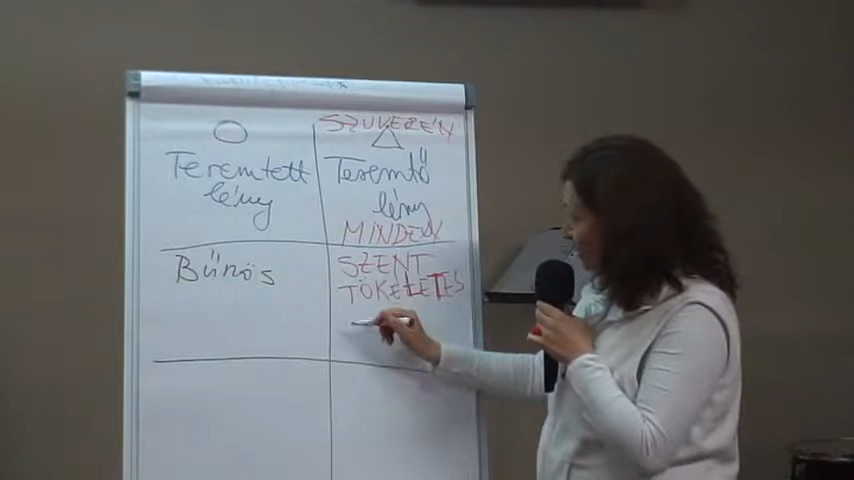 SZUVERÉN
Teremtett
lény
Teremtő
lény
MINDEN
Bűnös
SZENT
TÖKÉLETES